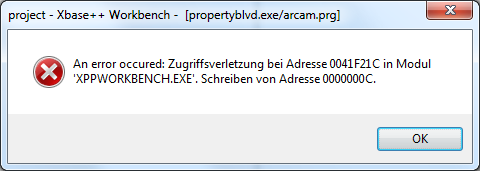 project - Xbase++ Workbench - [propertyblvd.exe/arcam.prg]
An error occured: Zugriffsverletzung bei Adresse 0041F21C in Modul
'XPPWORKBENCH.EXE'. Schreiben von Adresse 0000000C.
OK